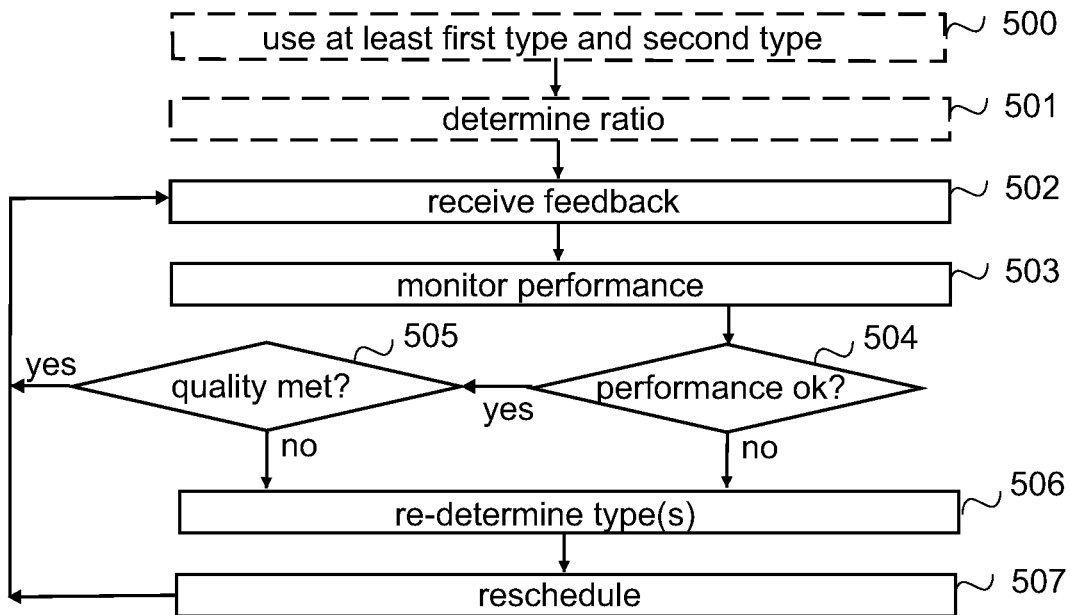 use at least first type and second type
500
determine ratio
501
receive feedback
502
monitor performance
503
505
504
yes
quality met?
yes
performance ok?
no
no
re-determine type(s)
506
reschedule
507